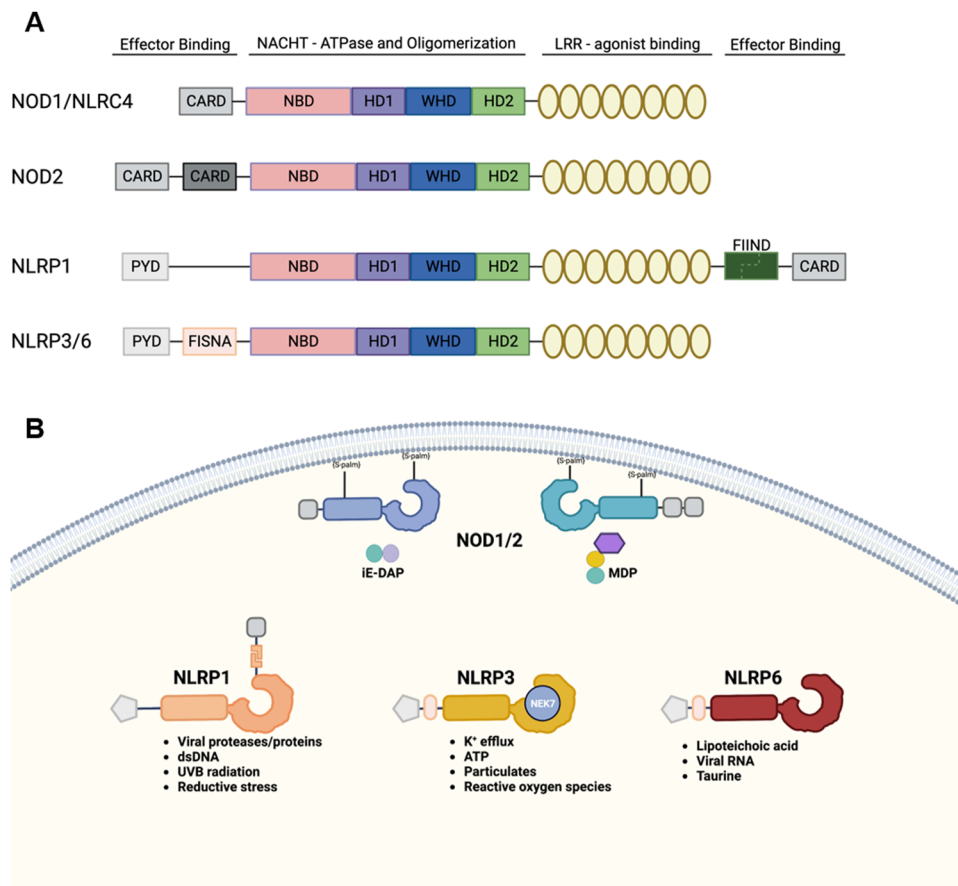 A
Effector Binding NACHT - ATPase and Oligomerization LRR - agonist binding Effector Binding
NOD1/NLRC4 CARD NBD HD1 WHD HD2
NOD2 CARD CARD NBD HD1 WHD HD2
FIIND
NLRP1 PYD NBD HD1 WHD HD2 CARD
NLRP3/6 PYD FISNA NBD HD1 WHD HD2
B
(S-palm) (S-palm) (S-palm) (S-palm)
NOD1/2
iE-DAP MDP
NLRP1 NLRP3 NLRP6
NEK7
• Viral proteases/proteins
• dsDNA
• UVB radiation
• Reductive stress
• K⁺ efflux
• ATP
• Particulates
• Reactive oxygen species
• Lipoteichoic acid
• Viral RNA
• Taurine